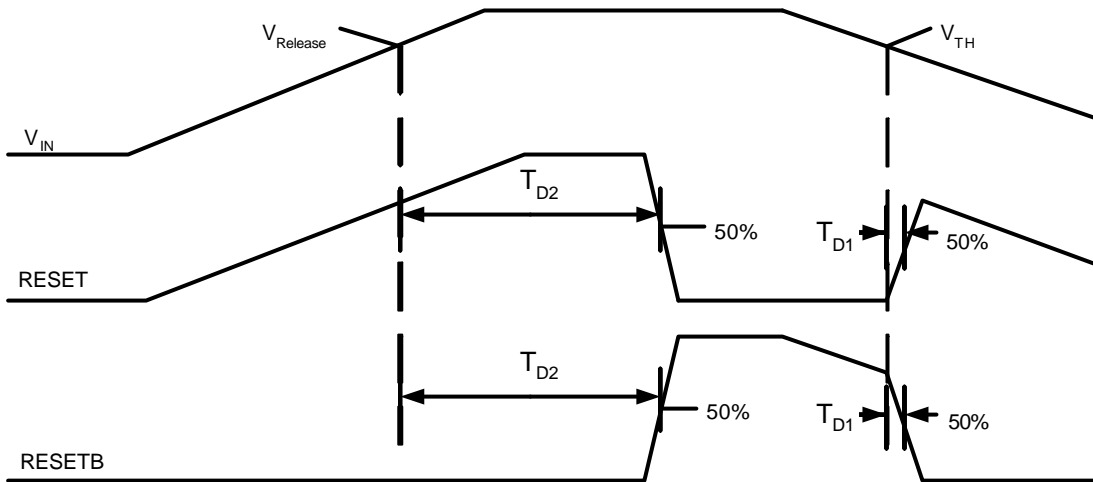 V_Release
V_TH
V_IN
T_D2
50%
T_D1
50%
RESET
T_D2
50%
T_D1
50%
RESETB